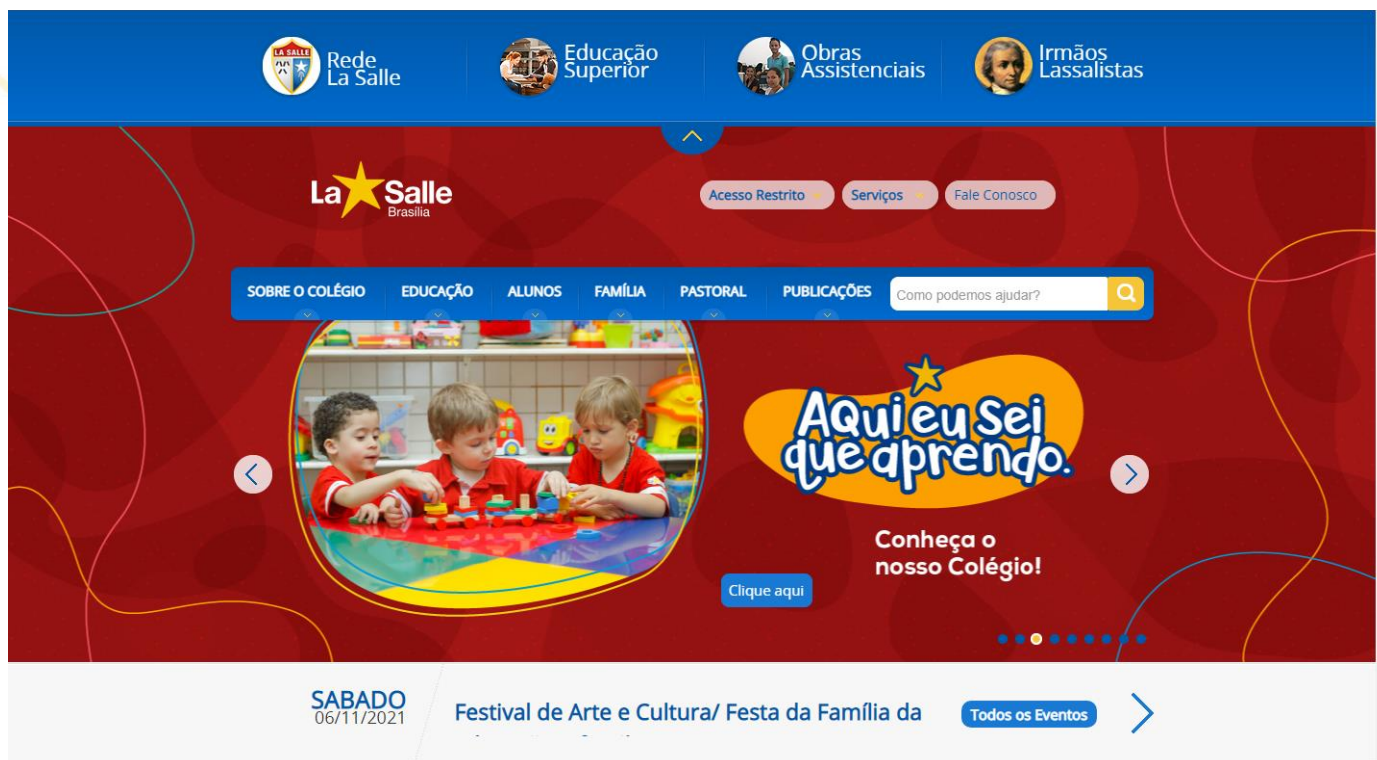 LA SALLE
Rede
La Salle
Educação
Superior
Obras
Assistenciais
Irmãos
Lassalistas
La Salle
Brasília
Acesso Restrito
Serviços
Fale Conosco
SOBRE O COLÉGIO
EDUCAÇÃO
ALUNOS
FAMÍLIA
PASTORAL
PUBLICAÇÕES
Como podemos ajudar?
AQui eu Sei
que aprendo.
Conheça o
nosso Colégio!
Clique aqui
SABADO
06/11/2021
Festival de Arte e Cultura/ Festa da Família da
Todos os Eventos